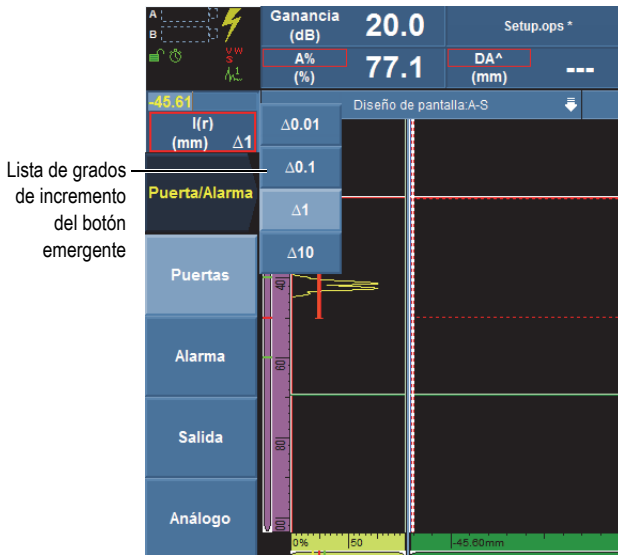 A
B
Ganancia
(dB)
20.0
Setup.ops *
V W
S
1
A%
(%)
77.1
DA^
(mm)
---
-45.61
I(r)
(mm) Δ1
Diseño de pantalla:A-S
Δ0.01
Δ0.1
Δ1
Δ10
Lista de grados
de incremento
del botón
emergente
Puerta/Alarma
Puertas
Alarma
Salida
Análogo
40
60
80
0%
50
-45.60mm